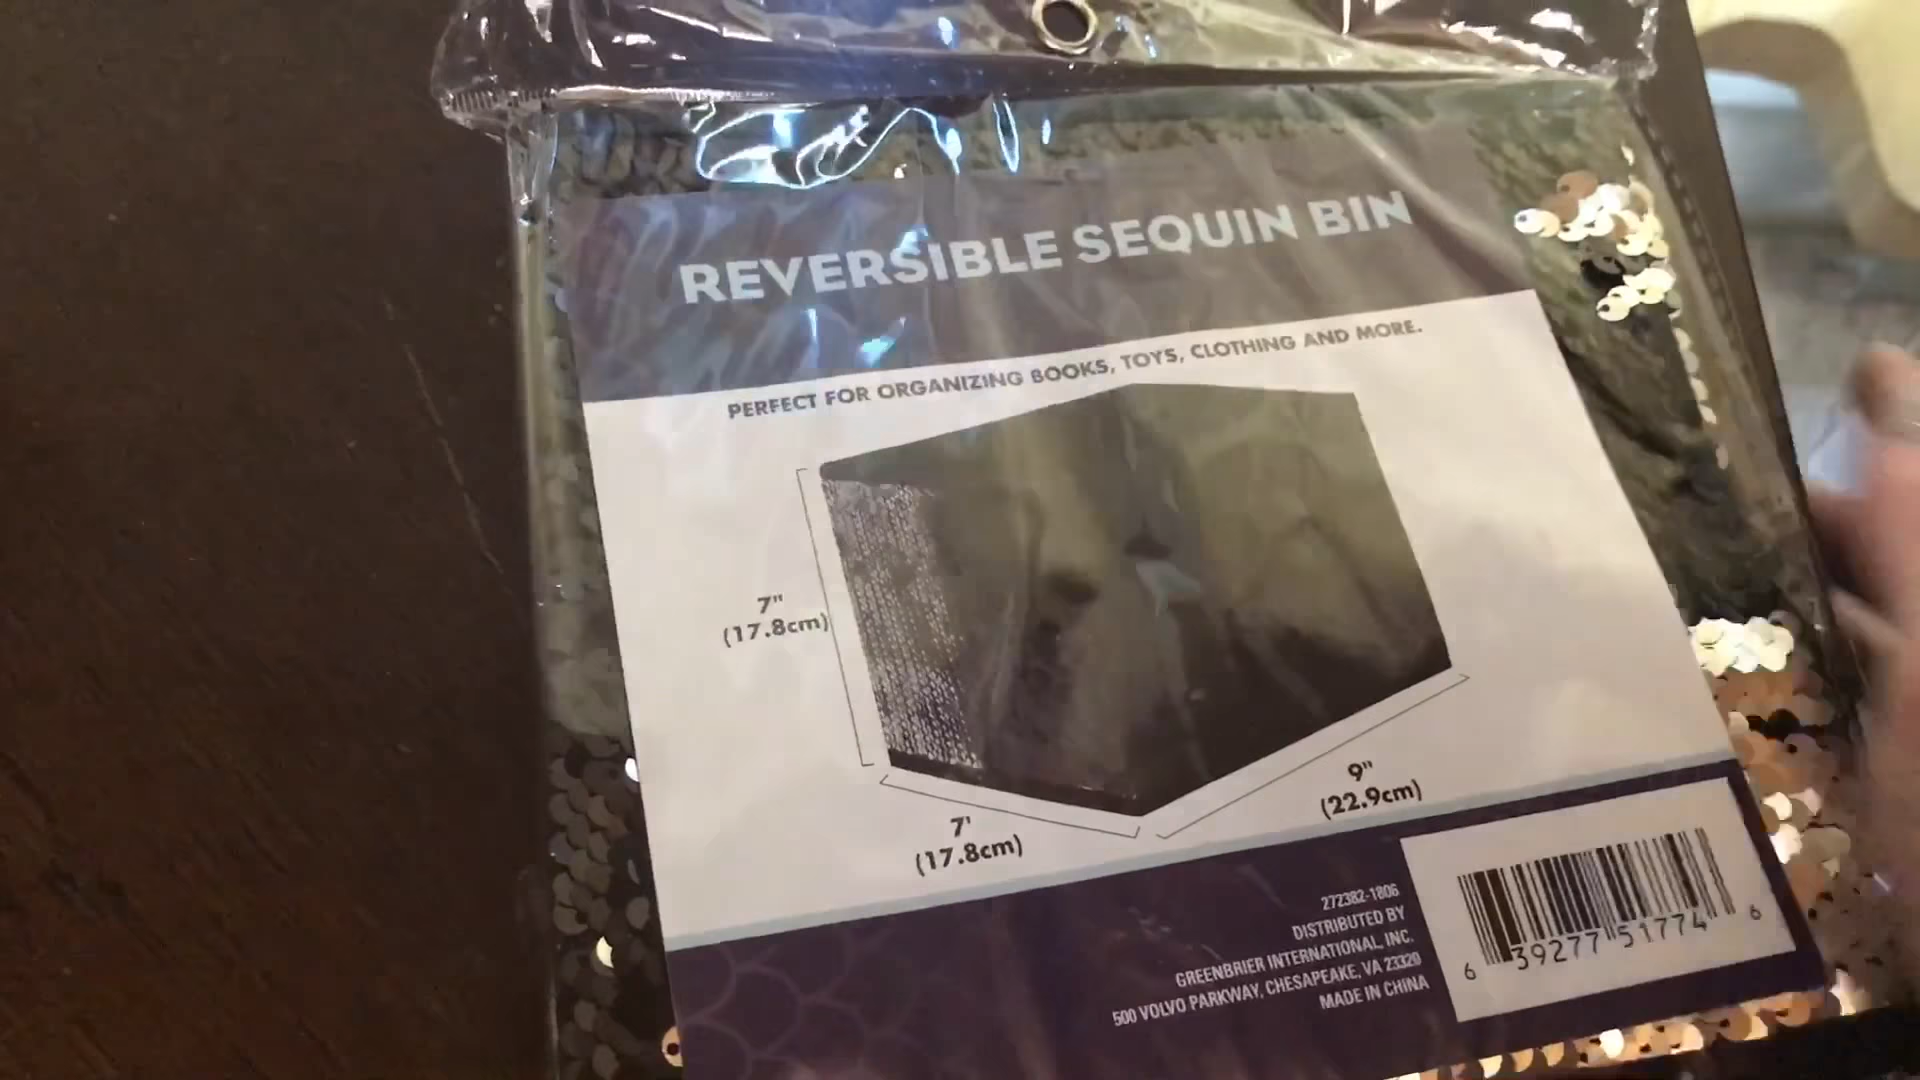 REVERSIBLE SEQUIN BIN
PERFECT FOR ORGANIZING BOOKS, TOYS, CLOTHING AND MORE.
7"
(17.8cm)
7'
(17.8cm)
9"
(22.9cm)
272382-1806
DISTRIBUTED BY
GREENBRIER INTERNATIONAL, INC.
500 VOLVO PARKWAY, CHESAPEAKE, VA 23320
MADE IN CHINA
6 39277 51774 6